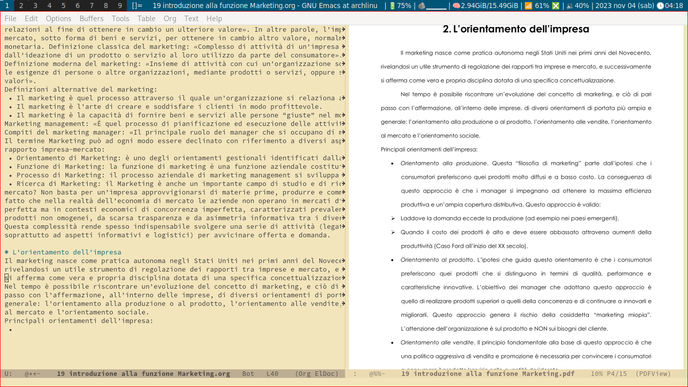 1 2 3 4 5 6 7 8 9 []= 19 introduzione alla funzione Marketing.org - GNU Emacs at archlinu 75% 2.94GiB/15.49GiB 61% 40% 2023 nov 04 (sab) 04:18
File Edit Options Buffers Tools Table Org Text Help
relazioni al fine di ottenere in cambio un ulteriore valore». In altre parole, l'imp
mercato, sotto forma di beni e servizi, per ottenere in cambio altro valore, normalm
monetaria. Definizione classica del marketing: «Complesso di attività di un'impresa
dall'ideazione di un prodotto o servizio al loro utilizzo da parte del consumatore».
Definizione moderna del marketing: «Insieme di attività con cui un'organizzazione so
le esigenze di persone o altre organizzazioni, mediante prodotti o servizi, oppure s
valori».
Definizioni alternative del marketing:
• Il marketing è quel processo attraverso il quale un'organizzazione si relaziona
• Il marketing è l'arte di creare e soddisfare i clienti in modo profittevole.
• Il marketing è la capacità di fornire beni e servizi alle persone "giuste" nel mo
Marketing management: «È quel processo di pianificazione ed esecuzione delle attivit
Compiti del marketing manager: «Il principale ruolo dei manager che si occupano di
Il termine Marketing può ad ogni modo essere declinato con riferimento a diversi as
rapporto impresa-mercato:
• Orientamento di Marketing: è uno degli orientamenti gestionali identificati dall
• Funzione di Marketing: la funzione di marketing è una funzione aziendale costitu
• Processo di Marketing: il processo aziendale di marketing management si sviluppa
• Ricerca di Marketing: il Marketing è anche un importante campo di studio e di ri
mercato? Non basta per un'impresa approvvigionarsi di materie prime, produrre e com
fatto che nella realtà dell'economia di mercato le aziende non operano in mercati d
perfetta ma in contesti economici di concorrenza imperfetta, caratterizzati prevale
prodotti non omogenei, da scarsa trasparenza e da asimmetria informativa tra i diver
Questa complessità rende spesso indispensabile svolgere una serie di attività (lega
soprattutto ad aspetti informativi e logistici) per avvicinare offerta e domanda.
* L'orientamento dell'impresa
Il marketing nasce come pratica autonoma negli Stati Uniti nei primi anni del Novec
rivelandosi un utile strumento di regolazione dei rapporti tra imprese e mercato, e
si afferma come vera e propria disciplina dotata di una specifica concettualizzazion
Nel tempo è possibile riscontrare un'evoluzione del concetto di marketing, e ciò di
passo con l'affermazione, all'interno delle imprese, di diversi orientamenti di port
generale: l'orientamento alla produzione o al prodotto, l'orientamento alle vendite,
al mercato e l'orientamento sociale.
Principali orientamenti dell'impresa:
•
U: @**- 19 introduzione alla funzione Marketing.org Bot L40 (Org ElDoc)
2. L'orientamento dell'impresa
Il marketing nasce come pratica autonoma negli Stati Uniti nei primi anni del Novecento,
rivelandosi un utile strumento di regolazione dei rapporti tra imprese e mercato, e successivamente
si afferma come vera e propria disciplina dotata di una specifica concettualizzazione.
Nel tempo è possibile riscontrare un'evoluzione del concetto di marketing, e ciò di pari
passo con l'affermazione, all'interno delle imprese, di diversi orientamenti di portata più ampia e
generale: l'orientamento alla produzione o al prodotto, l'orientamento alle vendite, l'orientamento
al mercato e l'orientamento sociale.
Principali orientamenti dell'impresa:
• Orientamento alla produzione. Questa "filosofia di marketing" parte dall'ipotesi che i
consumatori preferiscano quei prodotti molto diffusi e a basso costo. La conseguenza di
questo approccio è che i manager si impegnano ad ottenere la massima efficienza
produttiva e un'ampia copertura distributiva. Questo approccio è valido:
➢ Laddove la domanda eccede la produzione (ad esempio nei paesi emergenti).
➢ Quando il costo dei prodotti è alto e deve essere abbassato attraverso aumenti della
produttività (Caso Ford all'inizio del XX secolo).
• Orientamento al prodotto. L'ipotesi che guida questo orientamento è che i consumatori
preferiscano quei prodotti che si distinguono in termini di qualità, performance e
caratteristiche innovative. L'obiettivo dei manager che adottano questo approccio è
quello di realizzare prodotti superiori a quelli della concorrenza e di continuare a innovarli e
migliorarli. Questo approccio genera il rischio della cosiddetta "marketing miopia".
L'attenzione dell'organizzazione è sul prodotto e NON sui bisogni del cliente.
• Orientamento alle vendite. Il principio fondamentale alla base di questo approccio è che
una politica aggressiva di vendita e promozione è necessaria per convincere i consumatori
: @%%- 19 introduzione alla funzione Marketing.pdf 10% P4/11 (PDFView)